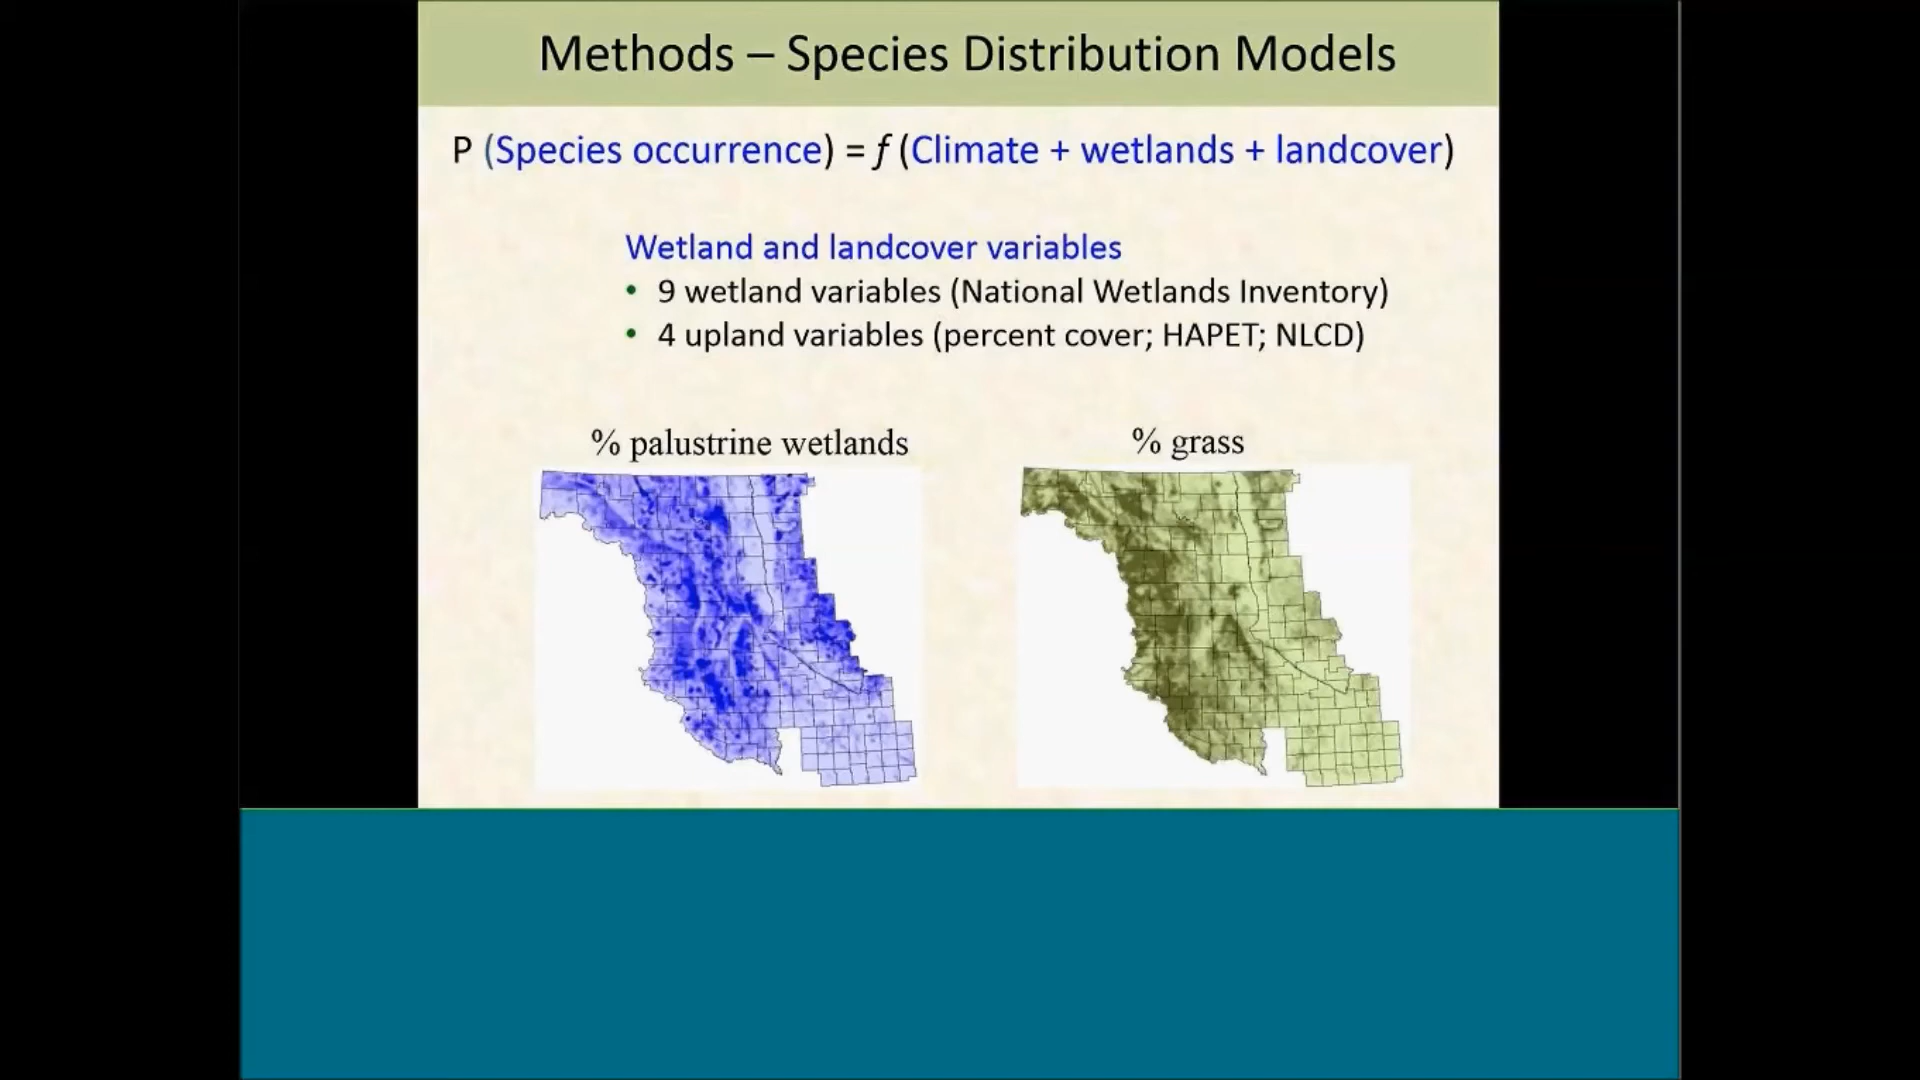 Methods – Species Distribution Models
P (Species occurrence) = f (Climate + wetlands + landcover)
Wetland and landcover variables
• 9 wetland variables (National Wetlands Inventory)
• 4 upland variables (percent cover; HAPET; NLCD)
% palustrine wetlands
% grass